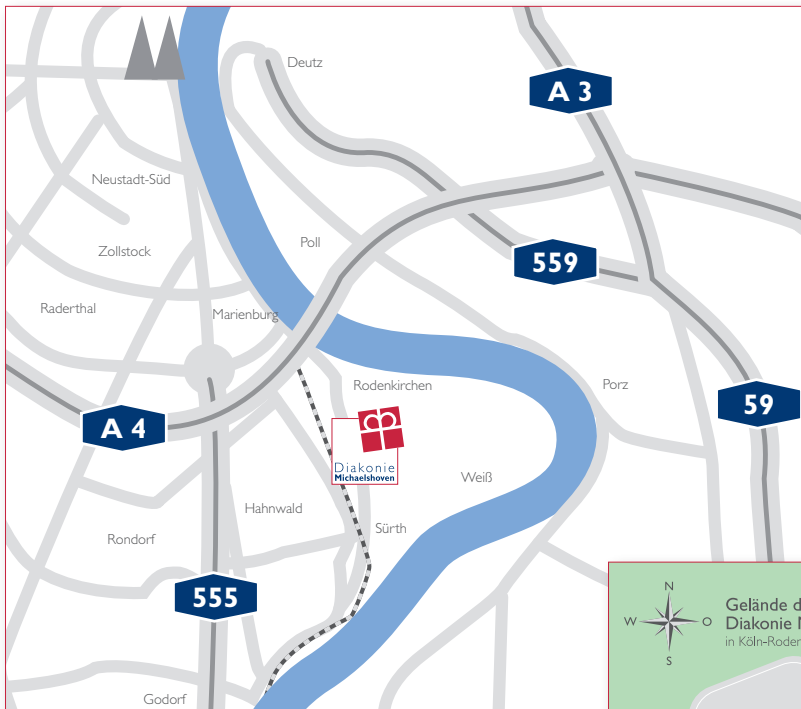 Deutz
A 3
Neustadt-Süd
Poll
Zollstock
559
Raderthal
Marienburg
Rodenkirchen
Porz
59
A 4
Diakonie
Michaelshoven
Weiß
Hahnwald
Sürth
Rondorf
555
N
W
O
S
Gelände d
Diakonie M
in Köln-Roden
Godorf